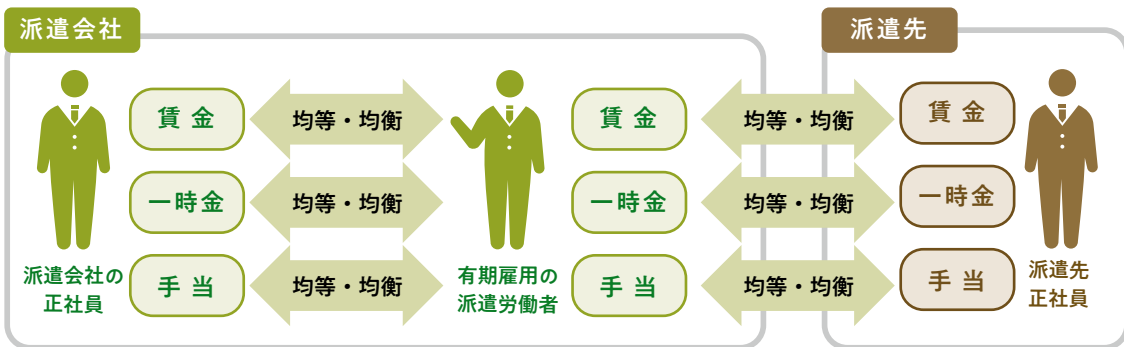 派遣会社
派遣先
賃金
均等・均衡
賃金
均等・均衡
賃金
一時金
均等・均衡
一時金
均等・均衡
一時金
手当
均等・均衡
手当
均等・均衡
手当
派遣会社の
正社員
有期雇用の
派遣労働者
派遣先
正社員